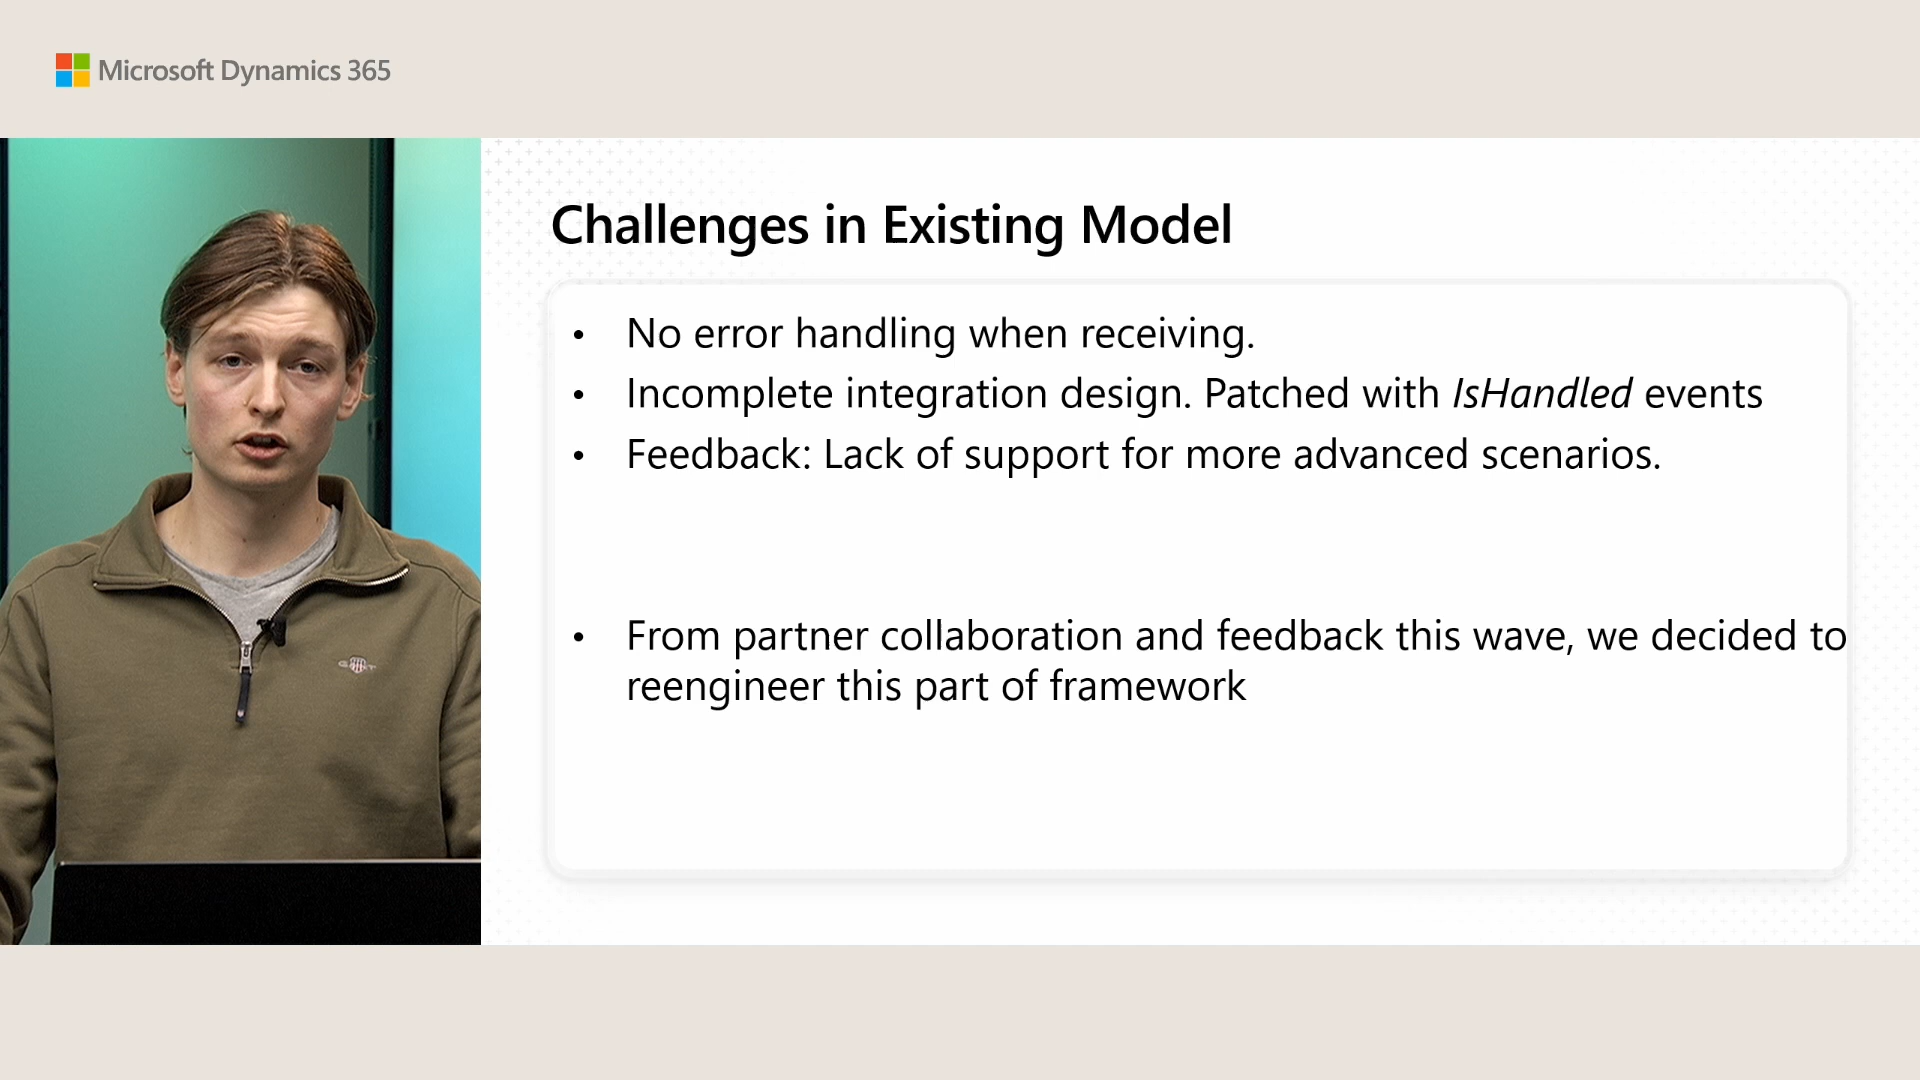 Microsoft Dynamics 365
Challenges in Existing Model
• No error handling when receiving.
• Incomplete integration design. Patched with IsHandled events
• Feedback: Lack of support for more advanced scenarios.
• From partner collaboration and feedback this wave, we decided to
reengineer this part of framework
GANT